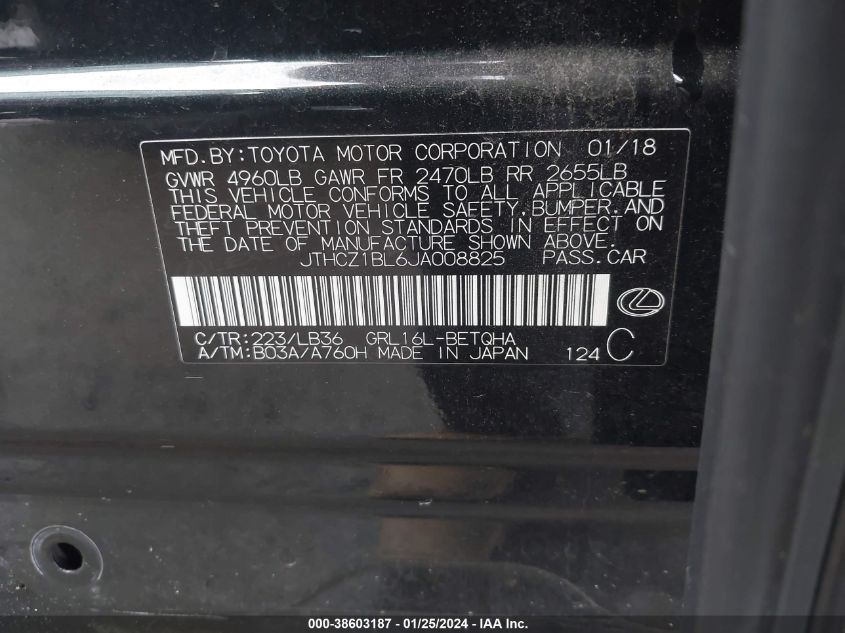 MFD.BY:TOYOTA MOTOR CORPORATION 01/18
GVWR 4960LB GAWR FR 2470LB RR 2655LB
THIS VEHICLE CONFORMS TO ALL APPLICABLE
FEDERAL MOTOR VEHICLE SAFETY,BUMPER,AND
THEFT PREVENTION STANDARDS IN EFFECT ON
THE DATE OF MANUFACTURE SHOWN ABOVE.
JTHCZ1BL6JA008825 PASS.CAR
C/TR:223/LB36 GRL16L-BETQHA
A/TM:B03A/A760H MADE IN JAPAN 124 C
000-38603187 - 01/25/2024 - IAA Inc.